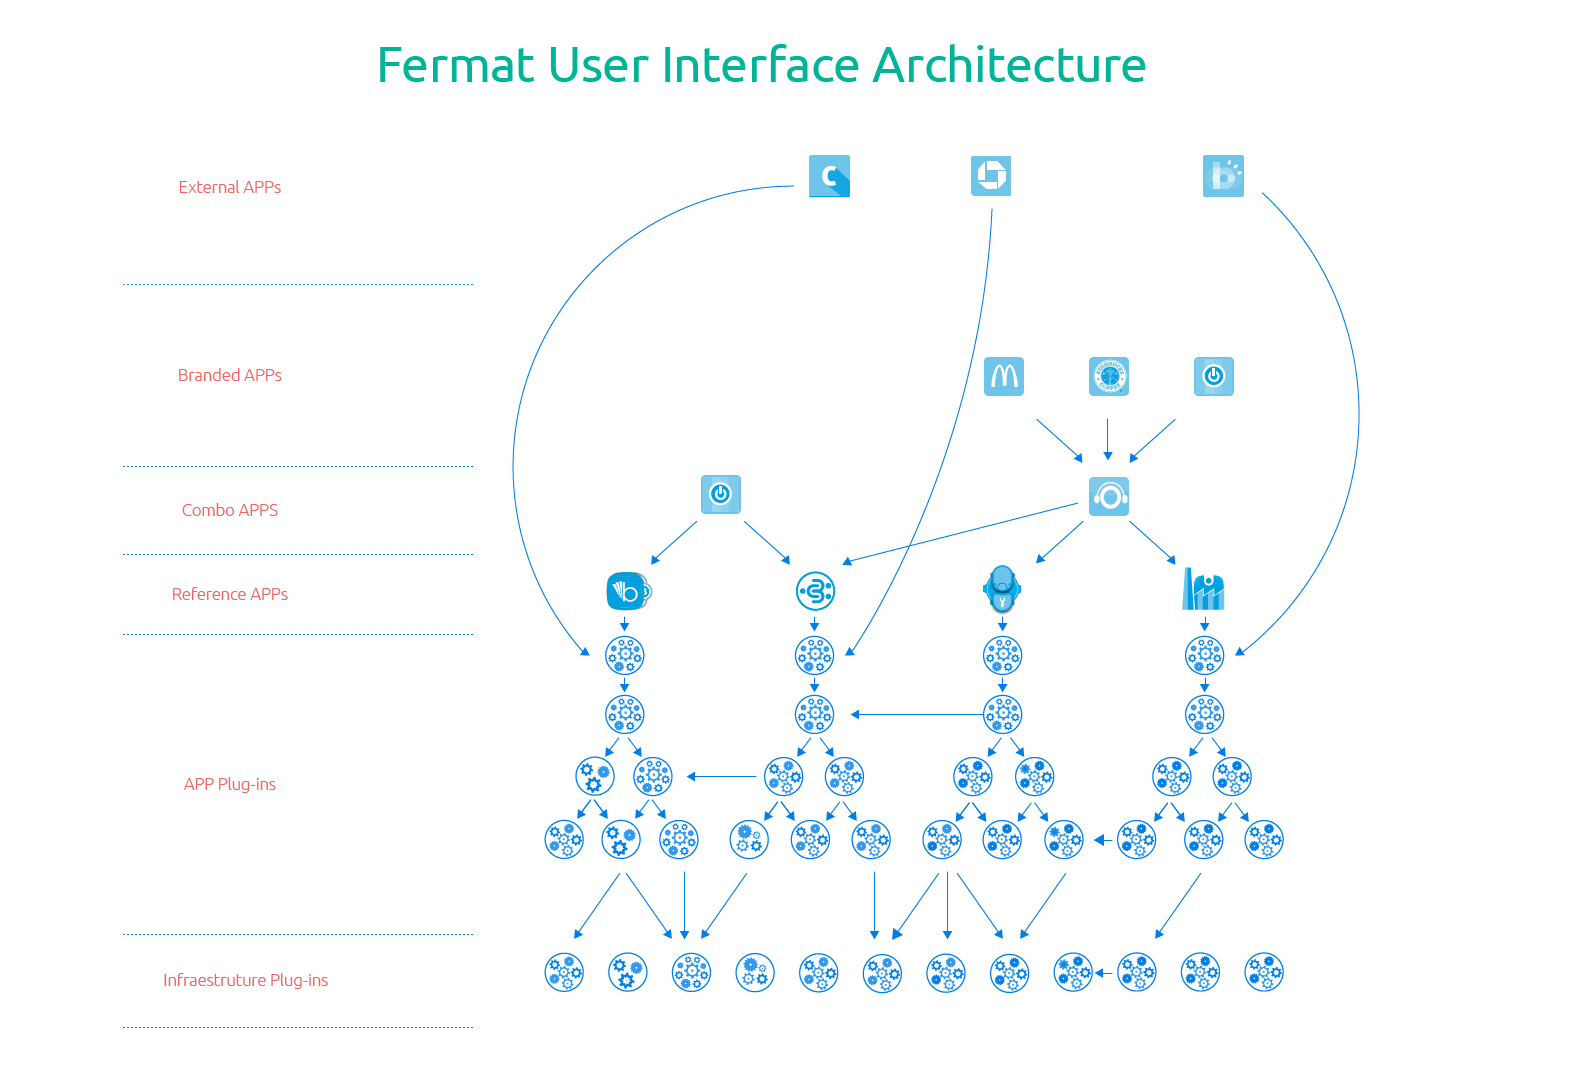 Fermat User Interface Architecture
External APPs
Branded APPs
Combo APPS
Reference APPs
APP Plug-ins
Infraestruture Plug-ins